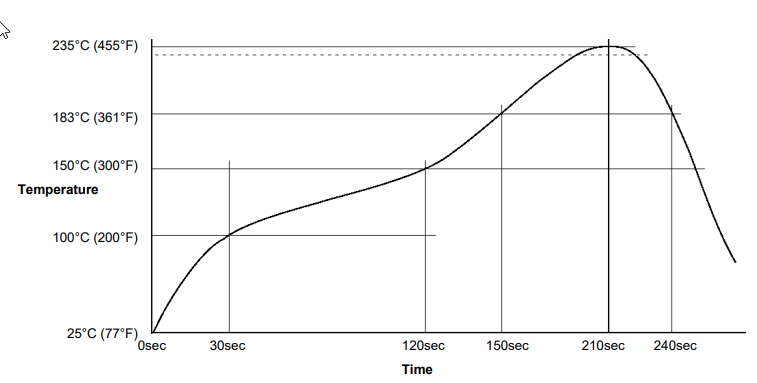 235°C (455°F)
183°C (361°F)
150°C (300°F)
Temperature
100°C (200°F)
25°C (77°F)
0sec 30sec 120sec 150sec 210sec 240sec
Time